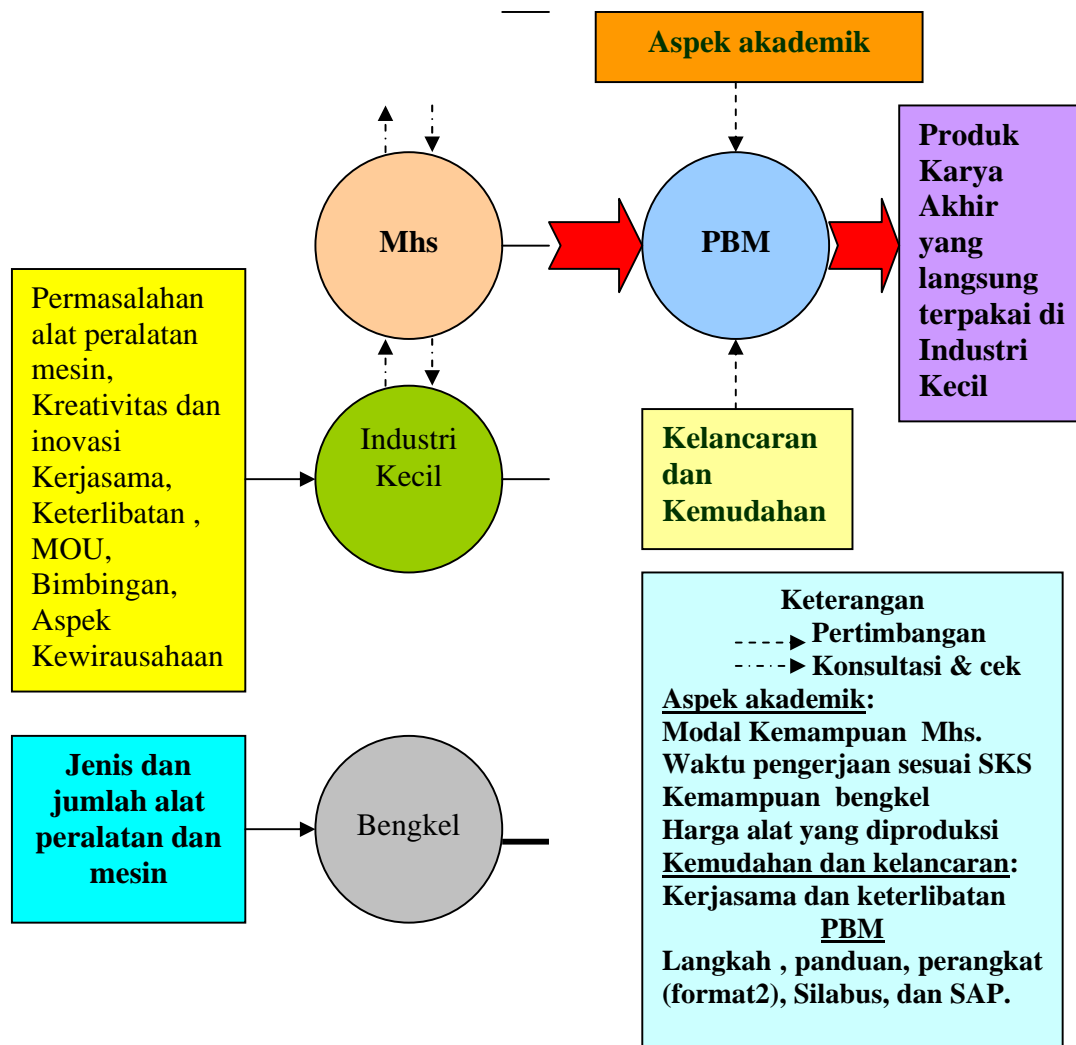 Aspek akademik
Mhs
PBM
Produk
Karya
Akhir
yang
langsung
terpakai di
Industri
Kecil
Permasalahan
alat peralatan
mesin,
Kreativitas dan
inovasi
Kerjasama,
Keterlibatan ,
MOU,
Bimbingan,
Aspek
Kewirausahaan
Industri
Kecil
Kelancaran
dan
Kemudahan
Jenis dan
jumlah alat
peralatan dan
mesin
Bengkel
Keterangan
Pertimbangan
Konsultasi & cek
Aspek akademik:
Modal Kemampuan Mhs.
Waktu pengerjaan sesuai SKS
Kemampuan bengkel
Harga alat yang diproduksi
Kemudahan dan kelancaran:
Kerjasama dan keterlibatan
PBM
Langkah , panduan, perangkat
(format2), Silabus, dan SAP.